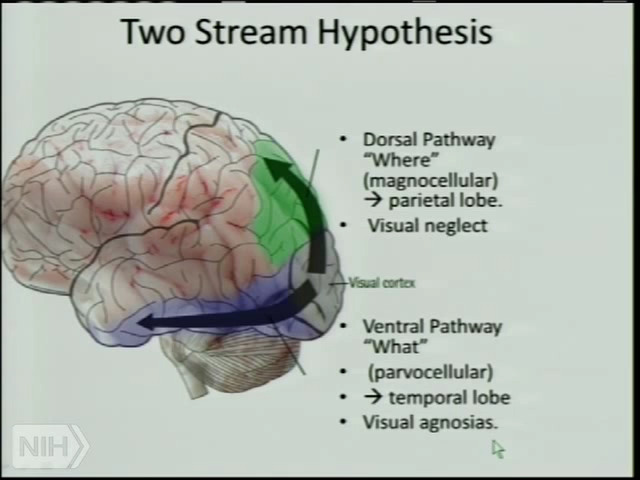 Two Stream Hypothesis
• Dorsal Pathway
"Where"
(magnocellular)
→ parietal lobe.
• Visual neglect
Visual cortex
• Ventral Pathway
"What"
• (parvocellular)
• → temporal lobe
• Visual agnosias.
NIH